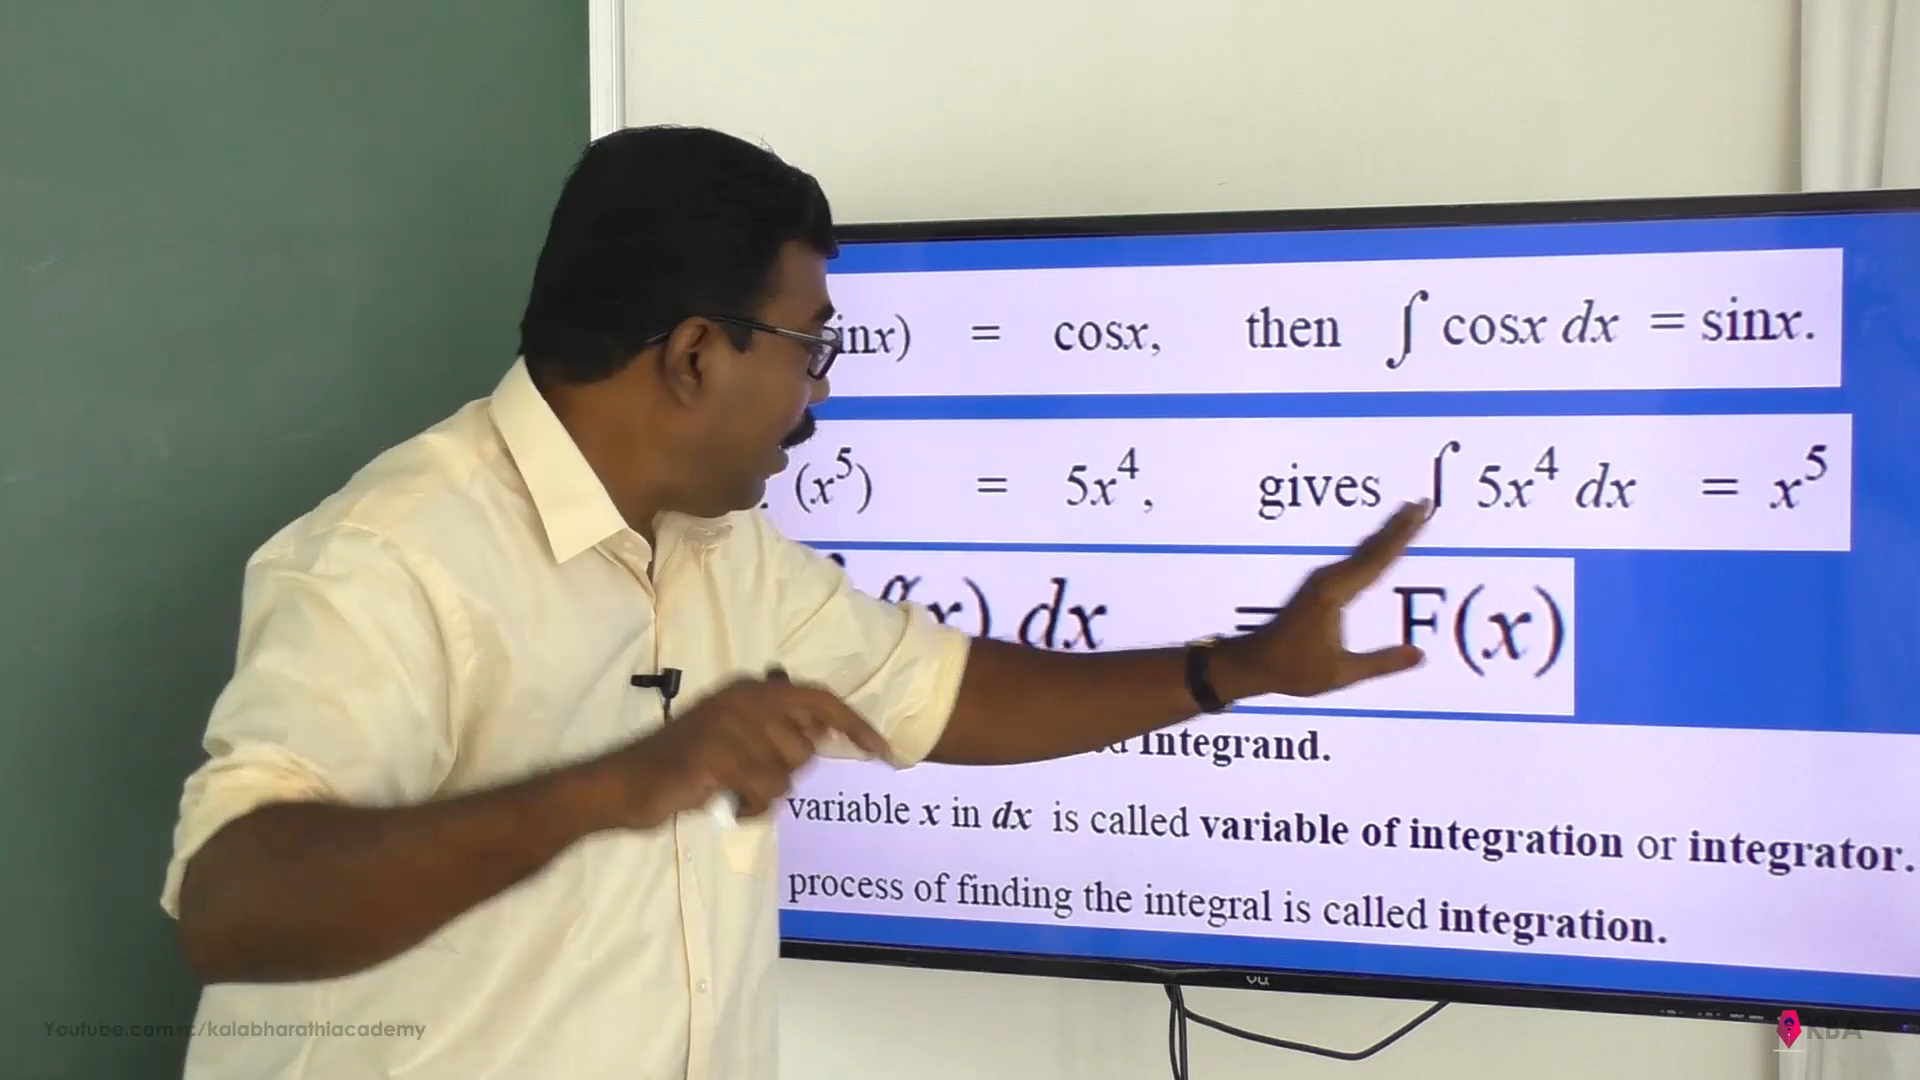 inx) = cosx, then ∫ cosx dx = sinx.
(x⁵) = 5x⁴, gives ∫ 5x⁴ dx = x⁵
x) dx = F(x)
Integrand.
variable x in dx is called variable of integration or integrator.
process of finding the integral is called integration.
VU
Youtube.com/c/kalabharathiacademy
KBA